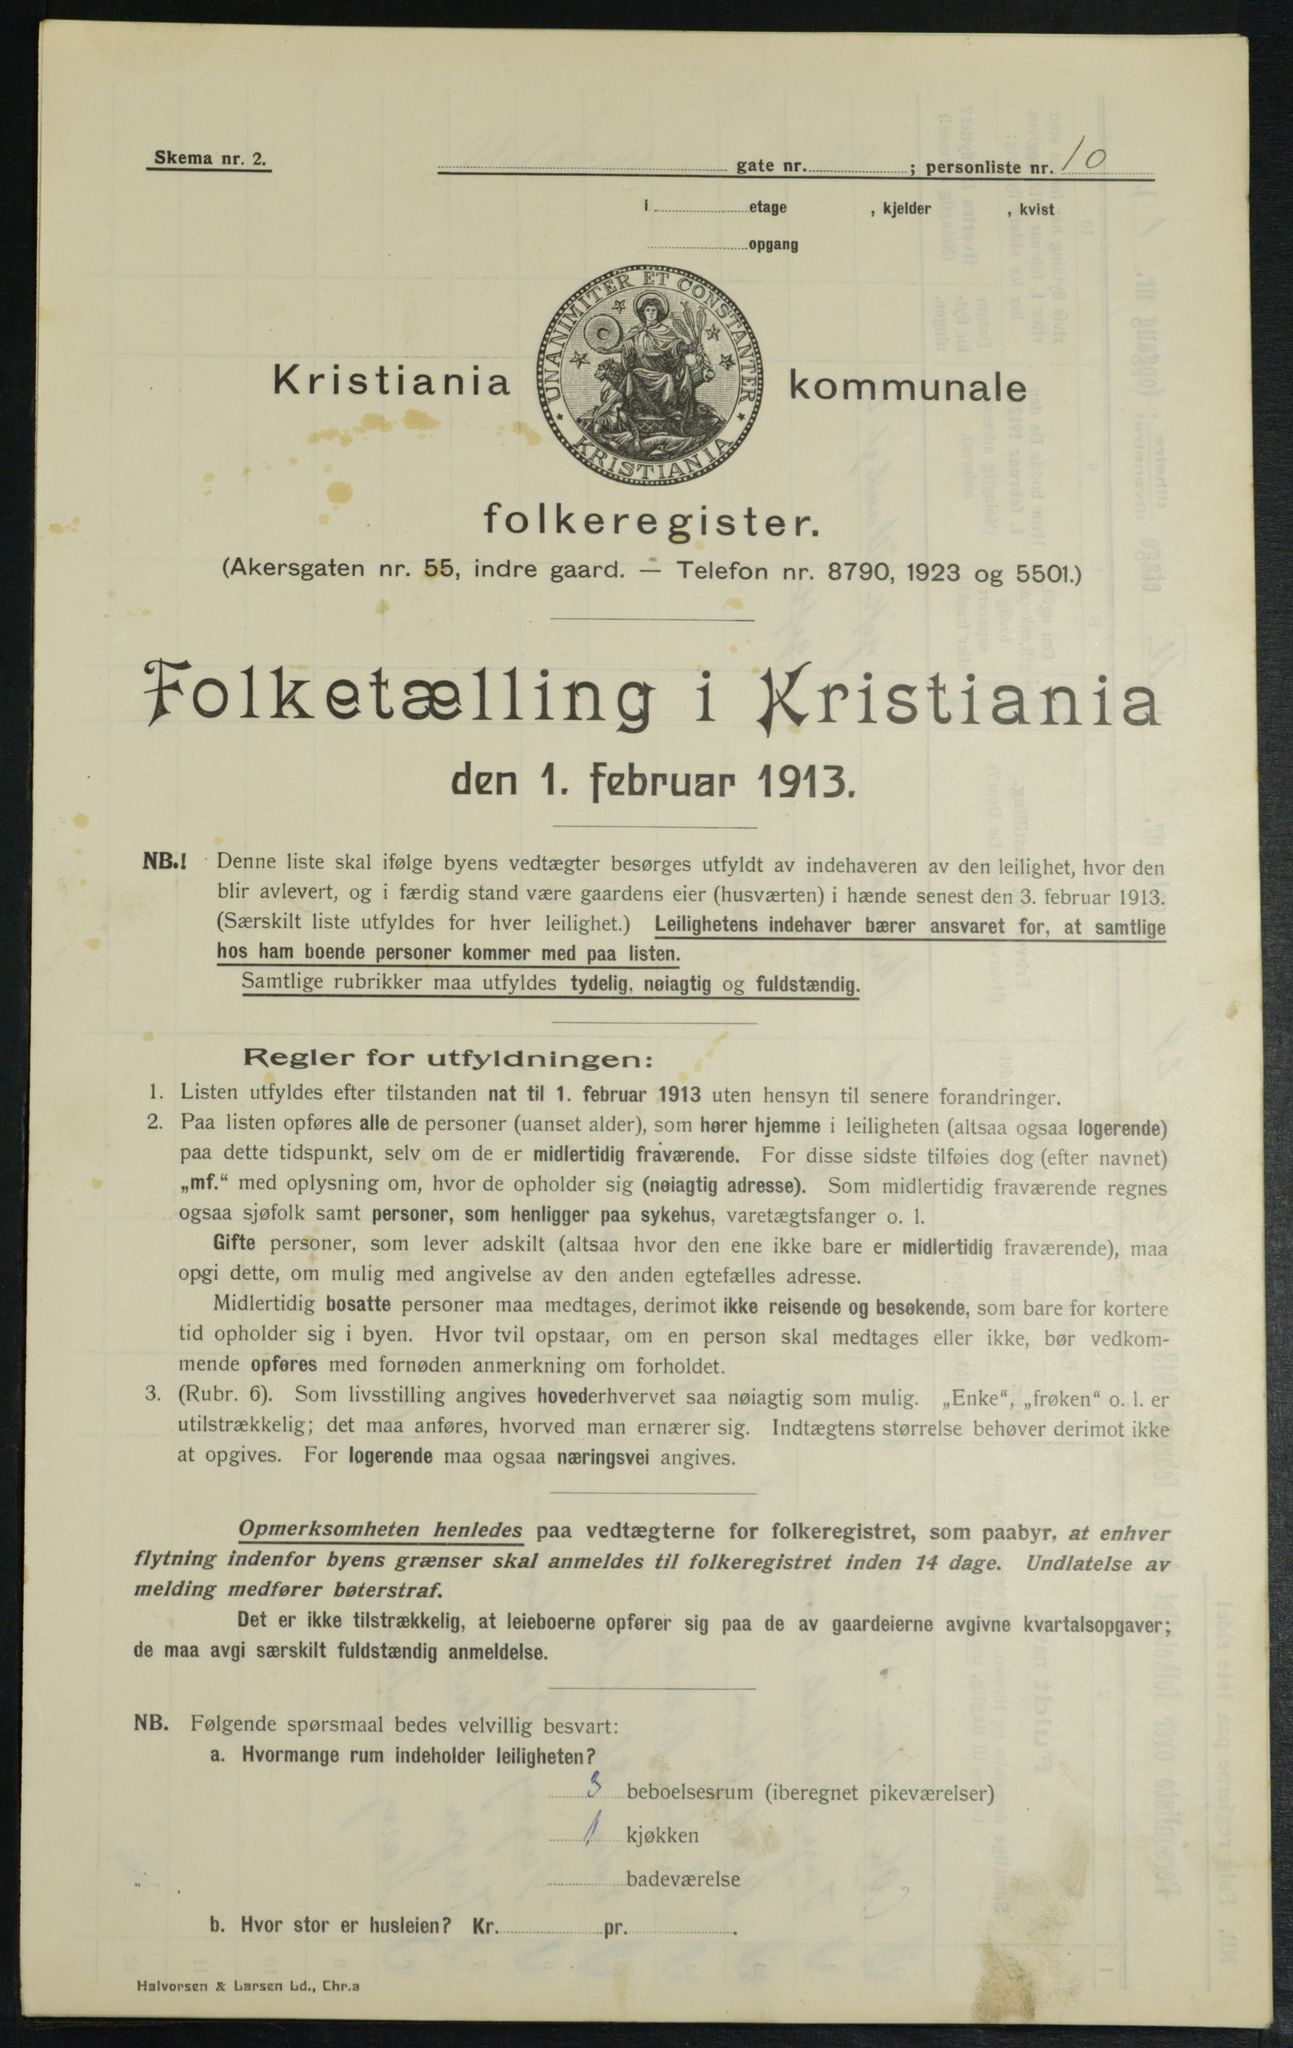 Skema nr. 2.
gate nr. ; personliste nr. 10
i etage , kjelder , kvist
opgang
UNANIMITER ET CONSTANTER
KRISTIANIA
Kristiania kommunale
folkeregister.
(Akersgaten nr. 55, indre gaard. — Telefon nr. 8790, 1923 og 5501.)
Folketælling i Kristiania
den 1. februar 1913.
NB.! Denne liste skal ifølge byens vedtægter besørges utfyldt av indehaveren av den leilighet, hvor den
blir avlevert, og i færdig stand være gaardens eier (husværten) i hænde senest den 3. februar 1913.
(Særskilt liste utfyldes for hver leilighet.) Leilighetens indehaver bærer ansvaret for, at samtlige
hos ham boende personer kommer med paa listen.
Samtlige rubrikker maa utfyldes tydelig, nøiagtig og fuldstændig.
Regler for utfyldningen:
1. Listen utfyldes efter tilstanden nat til 1. februar 1913 uten hensyn til senere forandringer.
2. Paa listen opføres alle de personer (uanset alder), som hører hjemme i leiligheten (altsaa ogsaa logerende)
paa dette tidspunkt, selv om de er midlertidig fraværende. For disse sidste tilføies dog (efter navnet)
„mf.“ med oplysning om, hvor de opholder sig (nøiagtig adresse). Som midlertidig fraværende regnes
ogsaa sjøfolk samt personer, som henligger paa sykehus, varetægtsfanger o. l.
Gifte personer, som lever adskilt (altsaa hvor den ene ikke bare er midlertidig fraværende), maa
opgi dette, om mulig med angivelse av den anden egtefælles adresse.
Midlertidig bosatte personer maa medtages, derimot ikke reisende og besøkende, som bare for kortere
tid opholder sig i byen. Hvor tvil opstaar, om en person skal medtages eller ikke, bør vedkom-
mende opføres med fornøden anmerkning om forholdet.
3. (Rubr. 6). Som livsstilling angives hovederhvervet saa nøiagtig som mulig. „Enke“, „frøken“ o. l. er
utilstrækkelig; det maa anføres, hvorved man ernærer sig. Indtægtens størrelse behøver derimot ikke
at opgives. For logerende maa ogsaa næringsvei angives.
Opmerksomheten henledes paa vedtægterne for folkeregistret, som paabyr, at enhver
flytning indenfor byens grænser skal anmeldes til folkeregistret inden 14 dage. Undlatelse av
melding medfører bøterstraf.
Det er ikke tilstrækkelig, at leieboerne opfører sig paa de av gaardeierne avgivne kvartalsopgaver;
de maa avgi særskilt fuldstændig anmeldelse.
NB. Følgende spørsmaal bedes velvillig besvart:
a. Hvormange rum indeholder leiligheten?
3 beboelsesrum (iberegnet pikeværelser)
1 kjøkken
badeværelse
b. Hvor stor er husleien? Kr. pr. .
Halvorsen & Larsen Ld., Chr.a